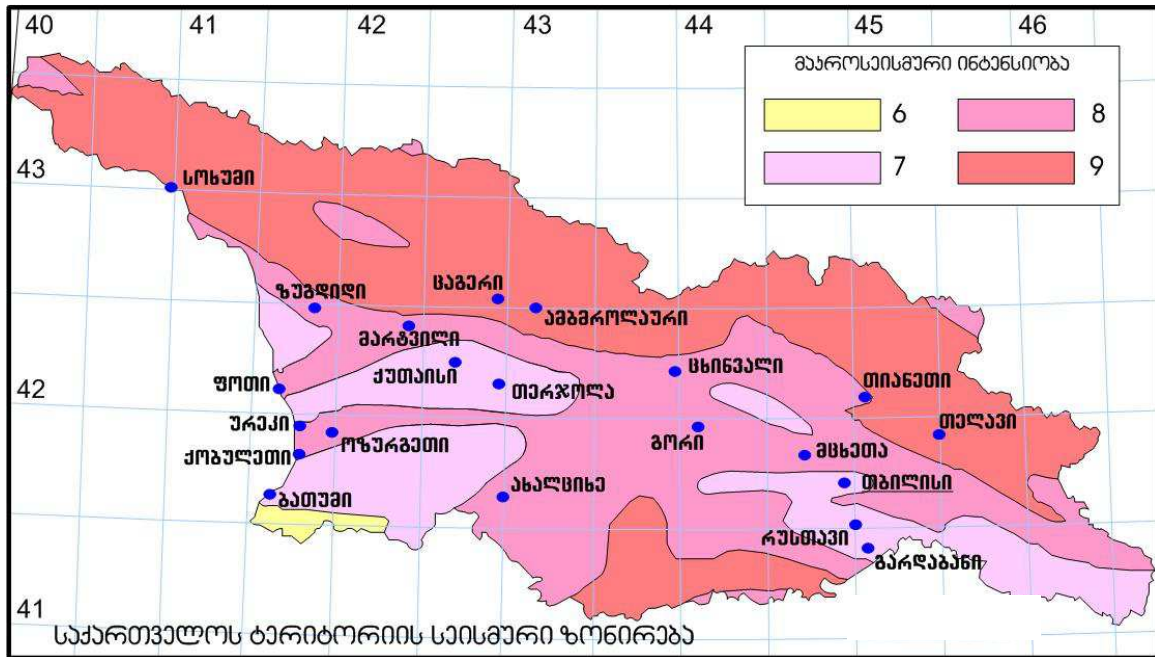 40 41 42 43 44 45 46
მაკროსეისმური ინტენსიობა
6 8
7 9
43
სოხუმი
ზუგდიდი
ცაგერი
ამბმროლაური
მარტვილი
ქუთაისი
თერჯოლა
ცხინვალი
თიანეთი
42
ფოთი
ურეკი
ოზურგეთი
გორი
თელავი
ქობულეთი
მცხეთა
ბათუმი
ახალციხე
თბილისი
რუსთავი
გარდაბანი
41
საქართველოს ტერიტორიის სეისმური ზონირება